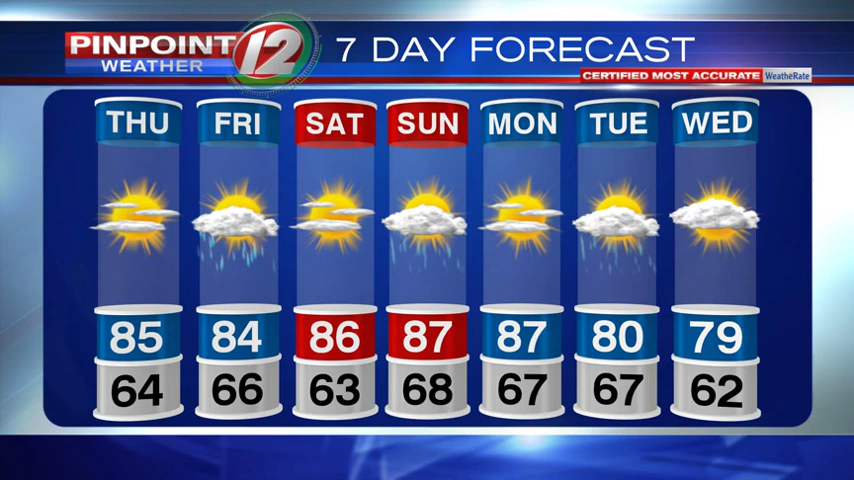 PINPOINT 12 7 DAY FORECAST
WEATHER
CERTIFIED MOST ACCURATE WeatheRate
THU FRI SAT SUN MON TUE WED
85 84 86 87 87 80 79
64 66 63 68 67 67 62